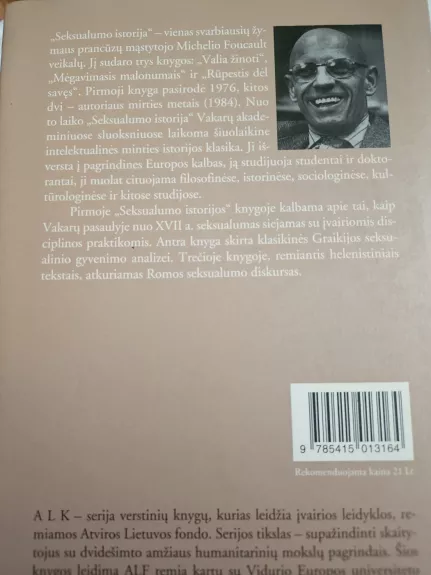 „Seksualumo istorija" – vienas svarbiausių žy-
maus prancūzų mąstytojo Michelio Foucault
veikalų. Jį sudaro trys knygos: „Valia žinoti",
„Mėgavimasis malonumais" ir „Rūpestis dėl
savęs". Pirmoji knyga pasirodė 1976, kitos
dvi – autoriaus mirties metais (1984). Nuo
to laiko „Seksualumo istorija" Vakarų akade-
miniuose sluoksniuose laikoma šiuolaikine
intelektualinės minties istorijos klasika. Ji iš-
versta į pagrindines Europos kalbas, ją studijuoja studentai ir dokto-
rantai, ji nuolat cituojama filosofinėse, istorinėse, sociologinėse, kul-
tūrologinėse ir kitose studijose.
Pirmoje „Seksualumo istorijos" knygoje kalbama apie tai, kaip
Vakarų pasaulyje nuo XVII a. seksualumas siejamas su įvairiomis dis-
ciplinos praktikomis. Antra knyga skirta klasikinės Graikijos seksu-
alinio gyvenimo analizei. Trečioje knygoje, remiantis helenistiniais
tekstais, atkuriamas Romos seksualumo diskursas.
9 785415 013164
Rekomenduojama kaina 21 Lt
A L K – serija verstinių knygų, kurias leidžia įvairios leidyklos, re-
miamos Atviros Lietuvos fondo. Serijos tikslas – supažindinti skaity-
tojus su dvidešimto amžiaus humanitarinių mokslų pagrindais. Šios
knygos leidimą ALF remia kartu su Vidurio Europos universitetu